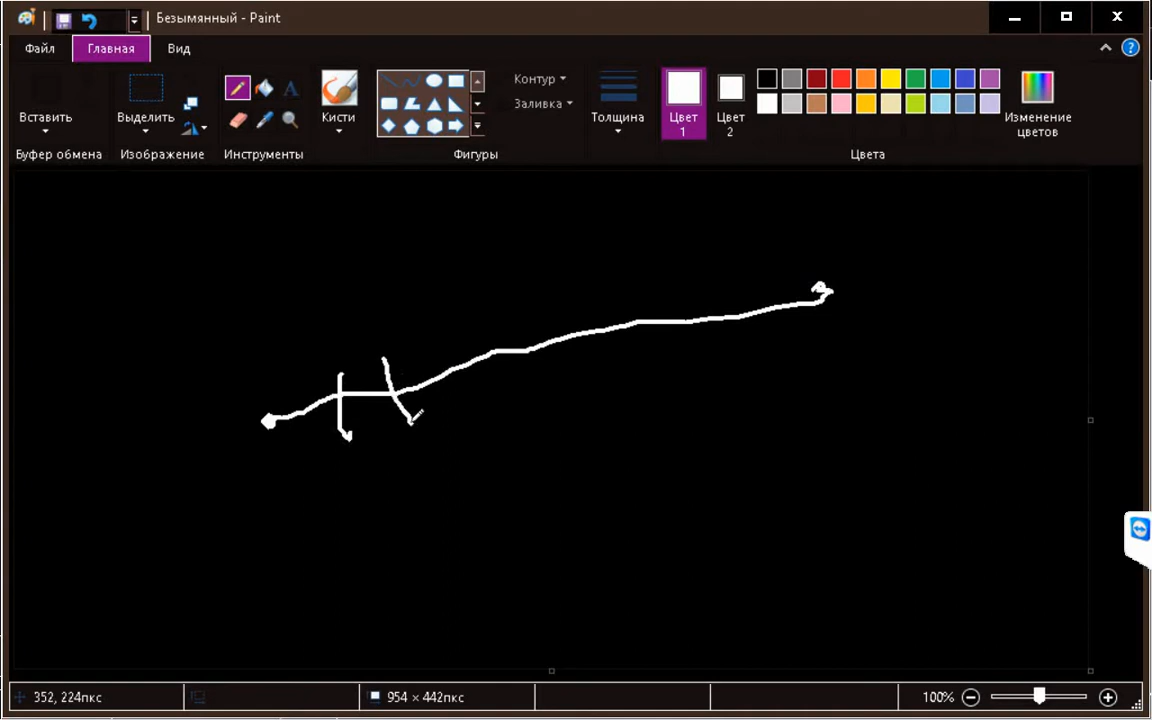 Безымянный - Paint
Файл Главная Вид
Вставить
Выделить
Кисти
Контур
Заливка
Толщина
Цвет 1
Цвет 2
Изменение цветов
Буфер обмена Изображение Инструменты Фигуры Цвета
352, 224пкс 954 × 442пкс 100%